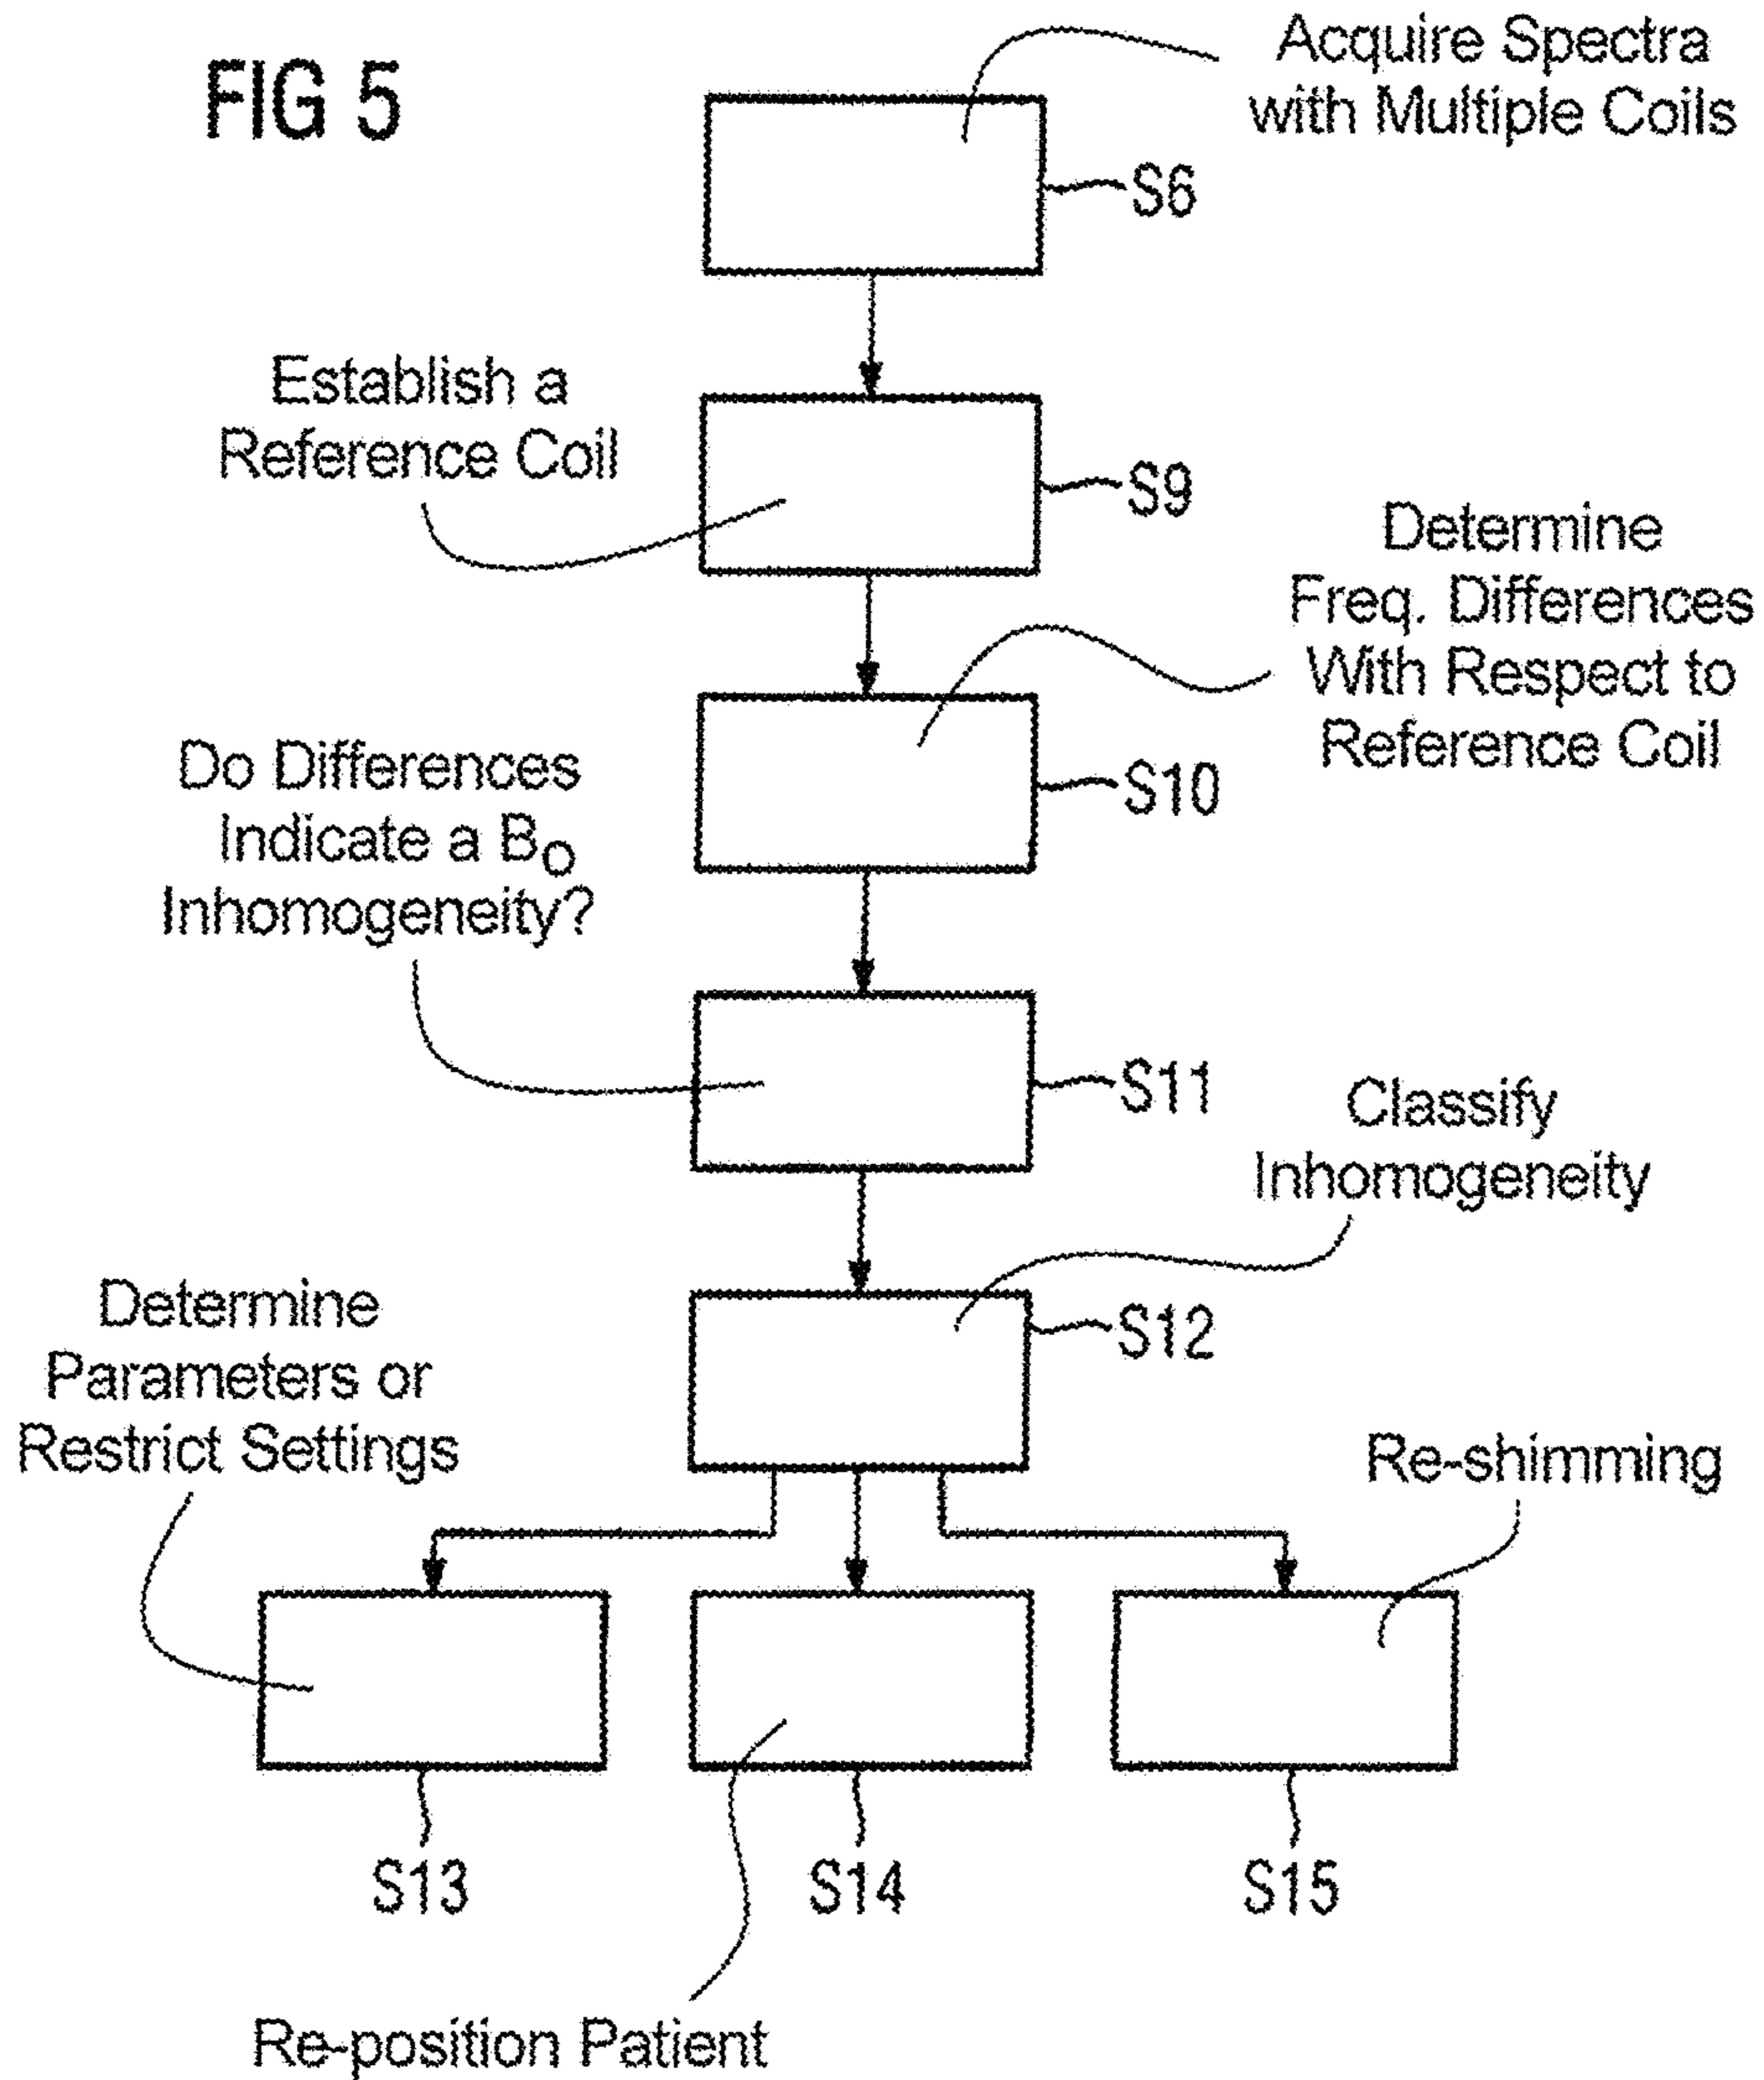 FIG 5
Acquire Spectra
with Multiple Coils
S6
Establish a
Reference Coil
S9
Determine
Freq. Differences
With Respect to
Reference Coil
S10
Do Differences
Indicate a B0
Inhomogeneity?
S11
Classify
Inhomogeneity
S12
Determine
Parameters or
Restrict Settings
Re-shimming
S13
S14
S15
Re-position Patient